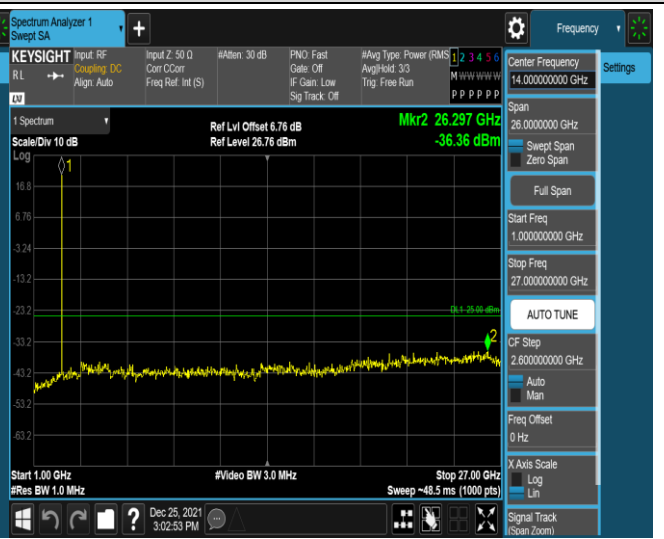 Spectrum Analyzer 1
Swept SA
+
Frequency
KEYSIGHT
RL
Input: RF
Coupling: DC
Align: Auto
Input Z: 50 Ω
Corr CCorr
Freq Ref: Int (S)
#Atten: 30 dB
PNO: Fast
Gate: Off
IF Gain: Low
Sig Track: Off
#Avg Type: Power (RMS
Avg|Hold: 3/3
Trig: Free Run
1 2 3 4 5 6
M W W W W W
P P P P P P
LXI
1 Spectrum
Scale/Div 10 dB
Ref Lvl Offset 6.76 dB
Ref Level 26.76 dBm
Mkr2 26.297 GHz
-36.36 dBm
Log
1
16.8
6.76
-3.24
-13.2
-23.2
DL1 -25.00 dBm
-33.2
2
-43.2
-53.2
-63.2
Start 1.00 GHz
#Video BW 3.0 MHz
Stop 27.00 GHz
#Res BW 1.0 MHz
Sweep ~48.5 ms (1000 pts)
Dec 25, 2021
3:02:53 PM
?
Center Frequency
14.000000000 GHz
Settings
Span
26.0000000 GHz
Swept Span
Zero Span
Full Span
Start Freq
1.000000000 GHz
Stop Freq
27.000000000 GHz
AUTO TUNE
CF Step
2.600000000 GHz
Auto
Man
Freq Offset
0 Hz
X Axis Scale
Log
Lin
Signal Track
(Span Zoom)